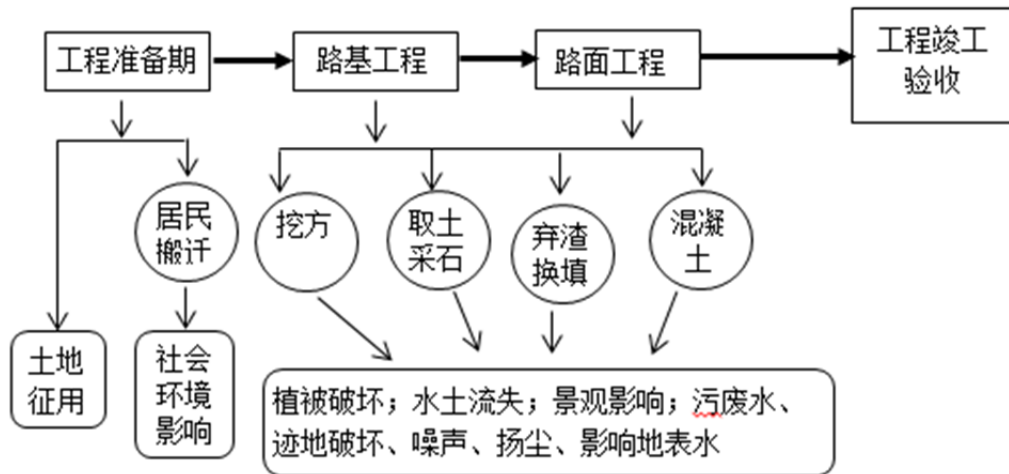 工程准备期
路基工程
路面工程
工程竣工
验收
居民
搬迁
挖方
取土
采石
弃渣
换填
混凝
土
土地
征用
社会
环境
影响
植被破坏；水土流失；景观影响；污废水、
迹地破坏、噪声、扬尘、影响地表水